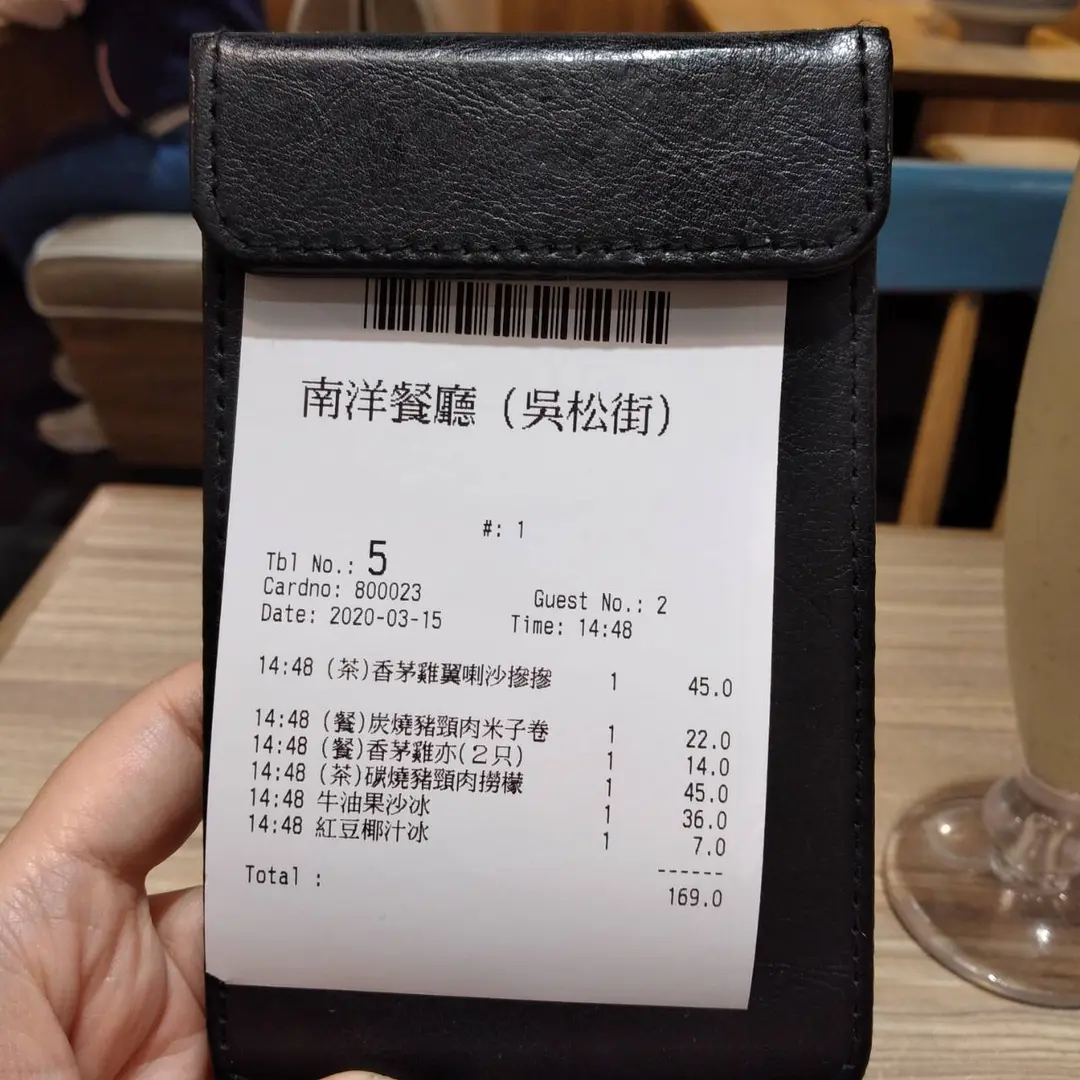 南洋餐廳（吳松街）
#: 1
Tbl No.: 5
Cardno: 800023 Guest No.: 2
Date: 2020-03-15 Time: 14:48
14:48 (茶)香茅雞翼喇沙摻摻 1 45.0
14:48 (餐)炭燒豬頸肉米子卷 1 22.0
14:48 (餐)香茅雞亦(２只) 1 14.0
14:48 (茶)碳燒豬頸肉撈檬 1 45.0
14:48 牛油果沙冰 1 36.0
14:48 紅豆椰汁冰 1 7.0
------
Total : 169.0